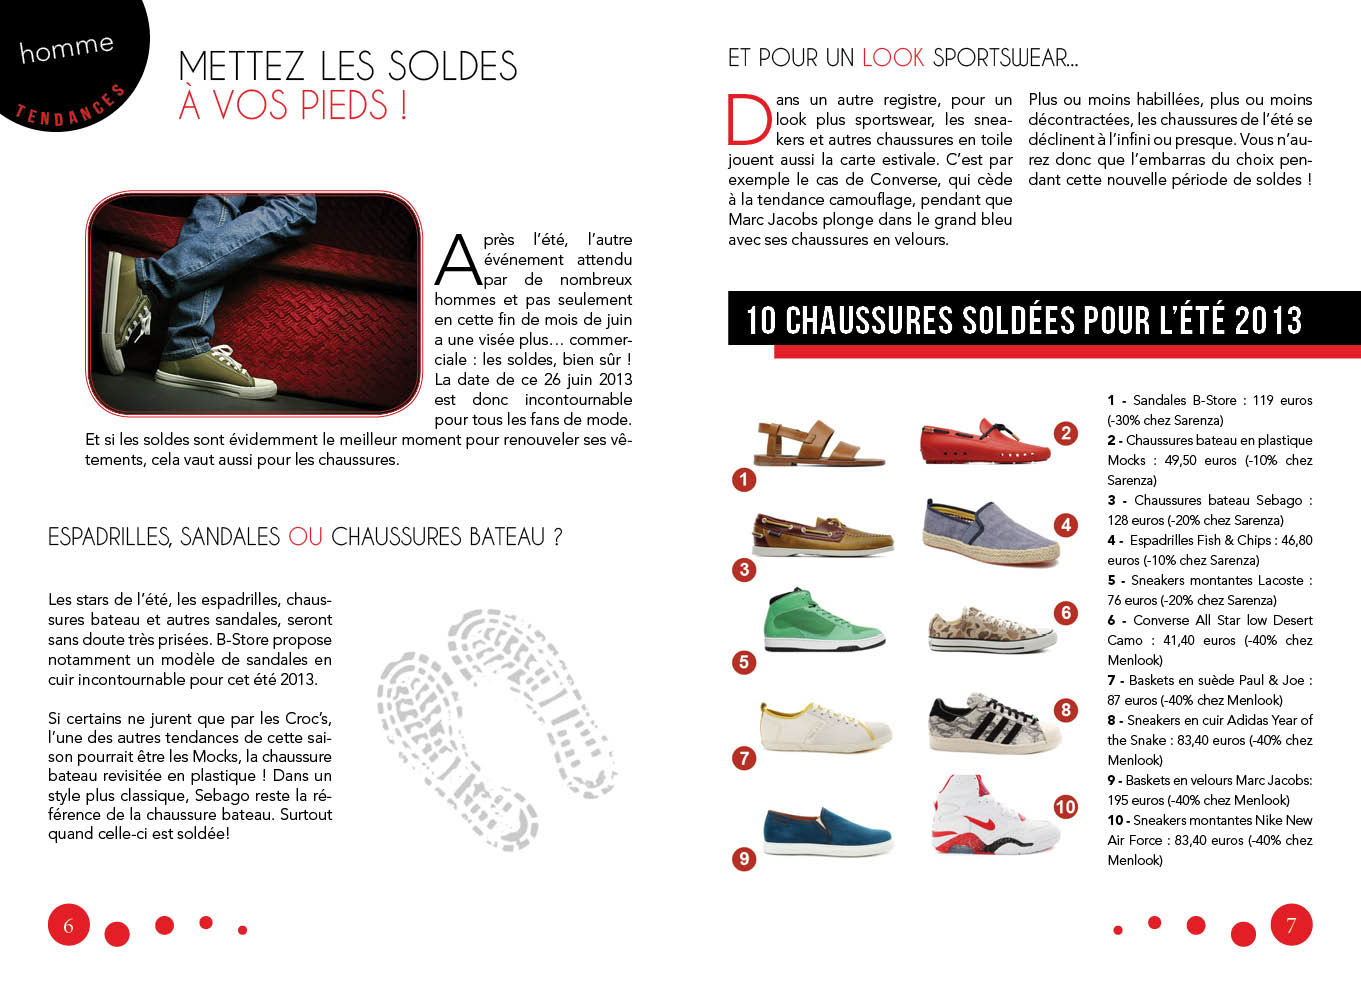 homme
TENDANCES
METTEZ LES SOLDES
À VOS PIEDS !
Après l’été, l’autre
événement attendu
par de nombreux
hommes et pas seulement
en cette fin de mois de juin
a une visée plus… commer-
ciale : les soldes, bien sûr !
La date de ce 26 juin 2013
est donc incontournable
pour tous les fans de mode.
Et si les soldes sont évidemment le meilleur moment pour renouveler ses vê-
tements, cela vaut aussi pour les chaussures.
ESPADRILLES, SANDALES OU CHAUSSURES BATEAU ?
Les stars de l’été, les espadrilles, chaus-
sures bateau et autres sandales, seront
sans doute très prisées. B-Store propose
notamment un modèle de sandales en
cuir incontournable pour cet été 2013.
Si certains ne jurent que par les Croc’s,
l’une des autres tendances de cette sai-
son pourrait être les Mocks, la chaussure
bateau revisitée en plastique ! Dans un
style plus classique, Sebago reste la ré-
férence de la chaussure bateau. Surtout
quand celle-ci est soldée!
6
ET POUR UN LOOK SPORTSWEAR...
Dans un autre registre, pour un
look plus sportswear, les snea-
kers et autres chaussures en toile
jouent aussi la carte estivale. C’est par
exemple le cas de Converse, qui cède
à la tendance camouflage, pendant que
Marc Jacobs plonge dans le grand bleu
avec ses chaussures en velours.
Plus ou moins habillées, plus ou moins
décontractées, les chaussures de l’été se
déclinent à l’infini ou presque. Vous n’au-
rez donc que l’embarras du choix pen-
dant cette nouvelle période de soldes !
10 CHAUSSURES SOLDÉES POUR L’ÉTÉ 2013
1
2
3
4
5
6
7
8
9
10
1 - Sandales B-Store : 119 euros
(-30% chez Sarenza)
2 - Chaussures bateau en plastique
Mocks : 49,50 euros (-10% chez
Sarenza)
3 - Chaussures bateau Sebago :
128 euros (-20% chez Sarenza)
4 - Espadrilles Fish & Chips : 46,80
euros (-10% chez Sarenza)
5 - Sneakers montantes Lacoste :
76 euros (-20% chez Sarenza)
6 - Converse All Star low Desert
Camo : 41,40 euros (-40% chez
Menlook)
7 - Baskets en suède Paul & Joe :
87 euros (-40% chez Menlook)
8 - Sneakers en cuir Adidas Year of
the Snake : 83,40 euros (-40% chez
Menlook)
9 - Baskets en velours Marc Jacobs:
195 euros (-40% chez Menlook)
10 - Sneakers montantes Nike New
Air Force : 83,40 euros (-40% chez
Menlook)
7